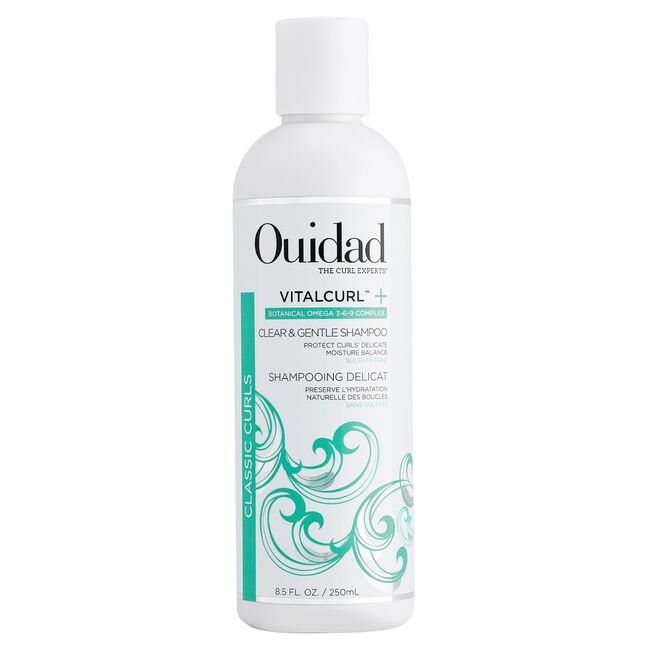 Ouidad
THE CURL EXPERTS®
VITALCURL™ +
BOTANICAL OMEGA 3-6-9 COMPLEX
CLEAR & GENTLE SHAMPOO
PROTECT CURLS' DELICATE
MOISTURE BALANCE
SULFATE FREE
SHAMPOOING DELICAT
PRESERVE L'HYDRATATION
NATURELLE DES BOUCLES
SANS SULFATE
CLASSIC CURLS
8.5 FL. OZ. / 250mL